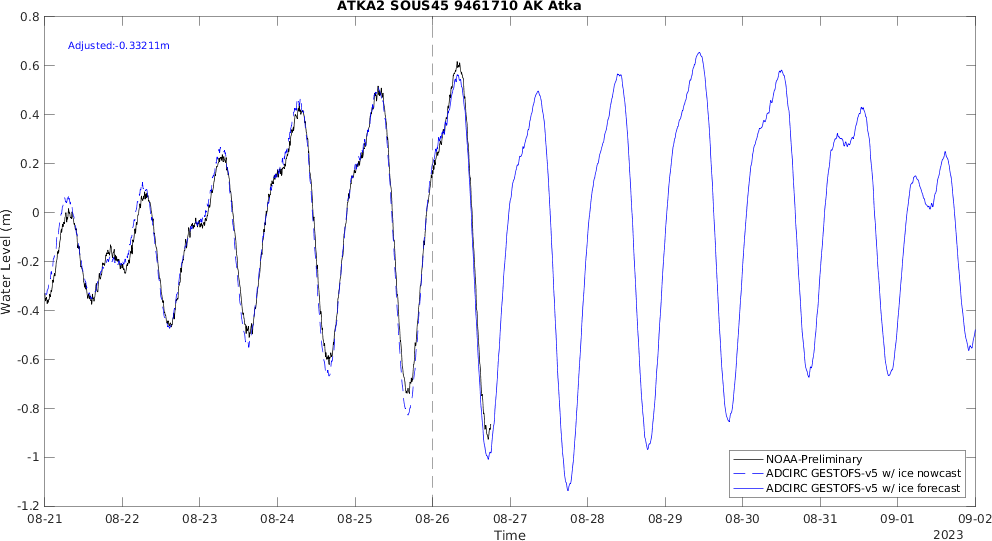 ATKA2 SOUS45 9461710 AK Atka
Adjusted:-0.33211m
0.8
0.6
0.4
0.2
0
-0.2
-0.4
-0.6
-0.8
-1
-1.2
Water Level (m)
NOAA-Preliminary
ADCIRC GESTOFS-v5 w/ ice nowcast
ADCIRC GESTOFS-v5 w/ ice forecast
08-21 08-22 08-23 08-24 08-25 08-26 08-27 08-28 08-29 08-30 08-31 09-01 09-02
Time
2023